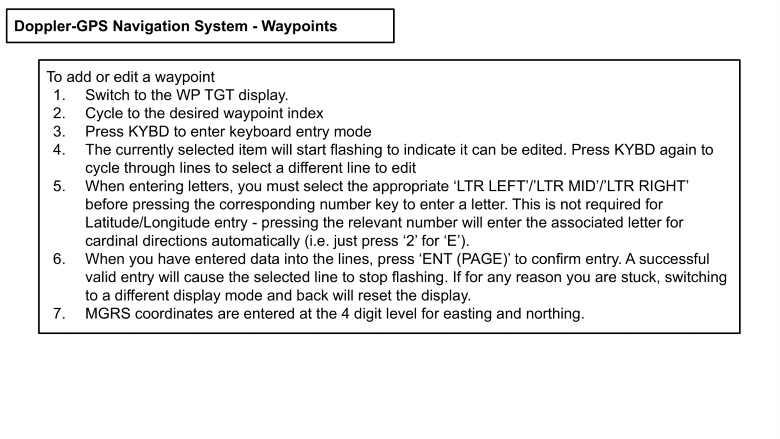 Doppler-GPS Navigation System - Waypoints
To add or edit a waypoint
1. Switch to the WP TGT display.
2. Cycle to the desired waypoint index
3. Press KYBD to enter keyboard entry mode
4. The currently selected item will start flashing to indicate it can be edited. Press KYBD again to
cycle through lines to select a different line to edit
5. When entering letters, you must select the appropriate ‘LTR LEFT’/’LTR MID’/’LTR RIGHT’
before pressing the corresponding number key to enter a letter. This is not required for
Latitude/Longitude entry - pressing the relevant number will enter the associated letter for
cardinal directions automatically (i.e. just press ‘2’ for ‘E’).
6. When you have entered data into the lines, press ‘ENT (PAGE)’ to confirm entry. A successful
valid entry will cause the selected line to stop flashing. If for any reason you are stuck, switching
to a different display mode and back will reset the display.
7. MGRS coordinates are entered at the 4 digit level for easting and northing.